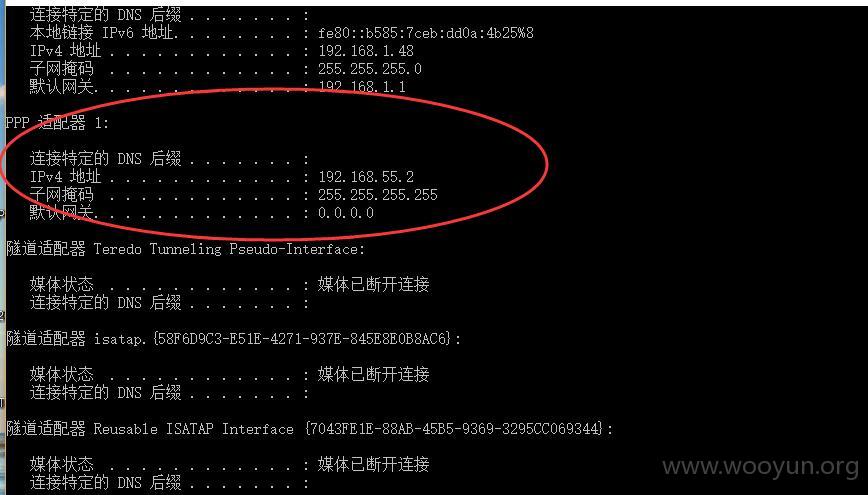 连接特定的 DNS 后缀 . . . . . . . :
本地链接 IPv6 地址. . . . . . . . : fe80::b585:7ceb:dd0a:4b25%8
IPv4 地址 . . . . . . . . . . . . : 192.168.1.48
子网掩码 . . . . . . . . . . . . : 255.255.255.0
默认网关. . . . . . . . . . . . . : 192.168.1.1
PPP 适配器 1:
连接特定的 DNS 后缀 . . . . . . . :
IPv4 地址 . . . . . . . . . . . . : 192.168.55.2
子网掩码 . . . . . . . . . . . . : 255.255.255.255
默认网关. . . . . . . . . . . . . : 0.0.0.0
隧道适配器 Teredo Tunneling Pseudo-Interface:
媒体状态 . . . . . . . . . . . . : 媒体已断开连接
连接特定的 DNS 后缀 . . . . . . . :
隧道适配器 isatap.{58F6D9C3-E51E-4271-937E-845E8E0B8AC6}:
媒体状态 . . . . . . . . . . . . : 媒体已断开连接
连接特定的 DNS 后缀 . . . . . . . :
隧道适配器 Reusable ISATAP Interface {7043FE1E-88AB-45B5-9369-3295CC069344}:
媒体状态 . . . . . . . . . . . . : 媒体已断开连接
连接特定的 DNS 后缀 . . . . . . . :
www.wooyun.org